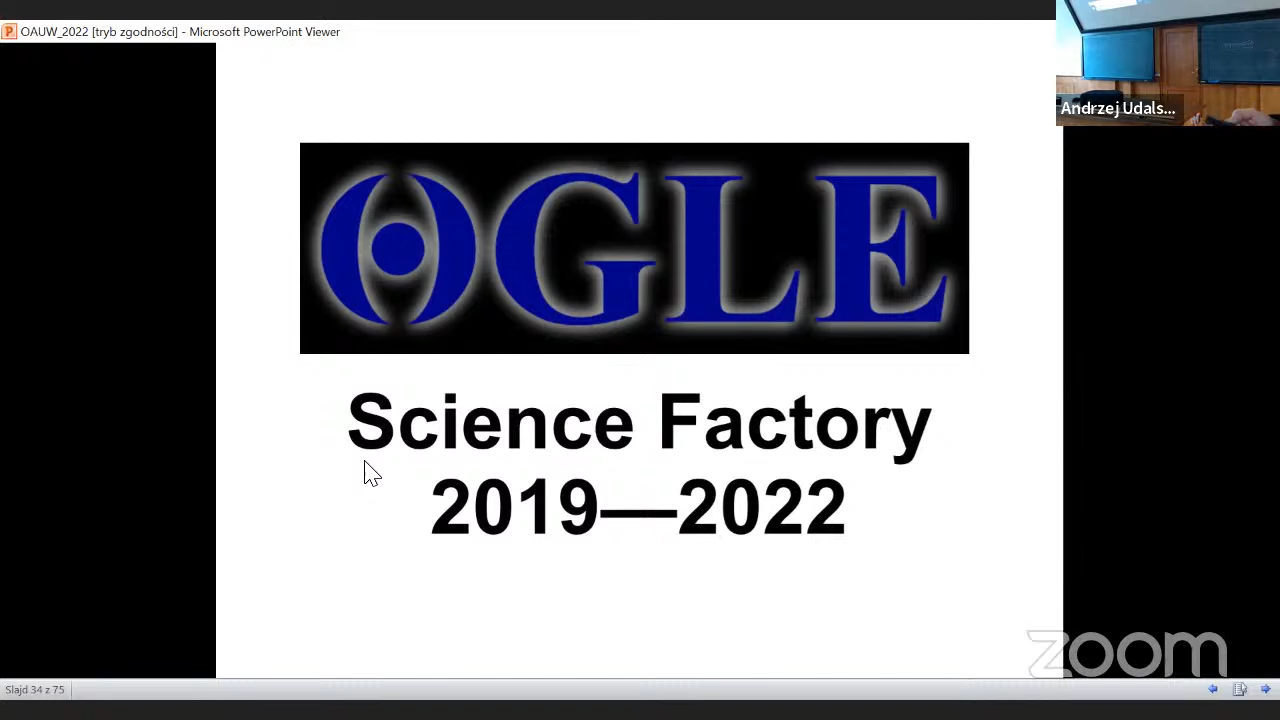 OAUW_2022 [tryb zgodności] - Microsoft PowerPoint Viewer
Andrzej Udals...
OGLE
Science Factory
2019—2022
zoom
Slajd 34 z 75